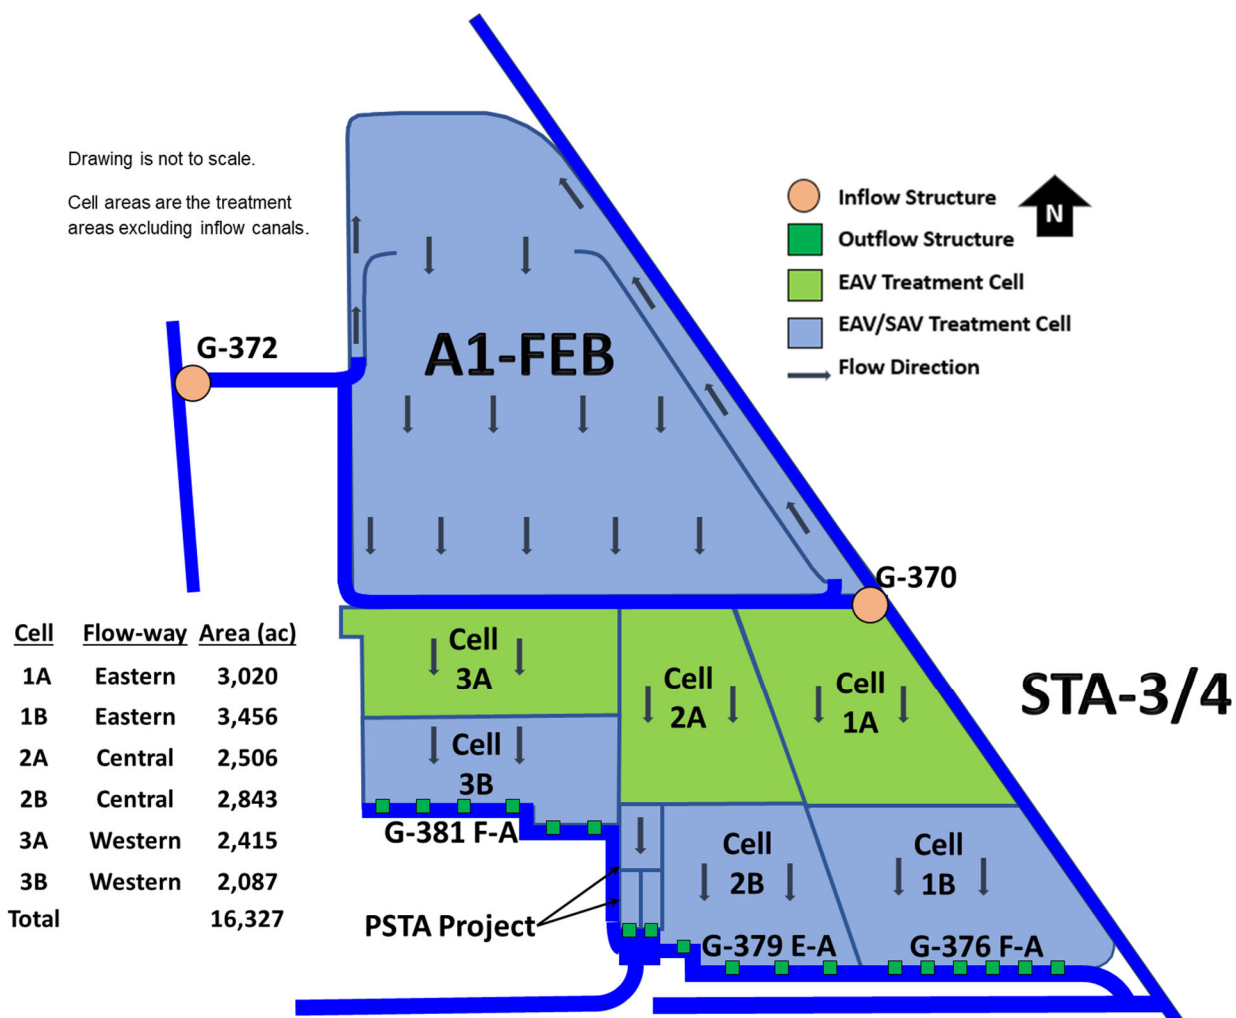 Drawing is not to scale.
Cell areas are the treatment
areas excluding inflow canals.
Inflow Structure
N
Outflow Structure
EAV Treatment Cell
EAV/SAV Treatment Cell
Flow Direction
G-372
A1-FEB
G-370
STA-3/4
Cell Flow-way Area (ac)
1A Eastern 3,020
1B Eastern 3,456
2A Central 2,506
2B Central 2,843
3A Western 2,415
3B Western 2,087
Total 16,327
Cell
3A
Cell
2A
Cell
1A
Cell
3B
G-381 F-A
Cell
2B
Cell
1B
PSTA Project
G-379 E-A
G-376 F-A